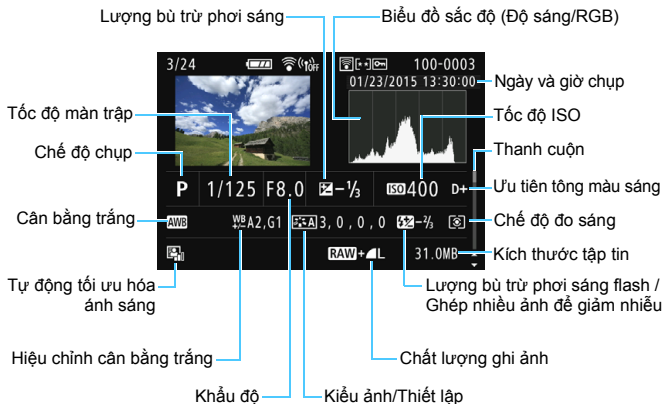 Lượng bù trừ phơi sáng
Biểu đồ sắc độ (Độ sáng/RGB)
3/24
OFF
100-0003
01/23/2015 13:30:00
Ngày và giờ chụp
Tốc độ màn trập
Tốc độ ISO
Chế độ chụp
Thanh cuộn
P 1/125 F8.0 -⅓ ISO 400 D+
Ưu tiên tông màu sáng
Cân bằng trắng
AWB WB +/- A2,G1 A 3, 0, 0, 0 -⅔
Chế độ đo sáng
RAW+ L 31.0MB
Kích thước tập tin
Tự động tối ưu hóa
ánh sáng
Lượng bù trừ phơi sáng flash /
Ghép nhiều ảnh để giảm nhiễu
Hiệu chỉnh cân bằng trắng
Chất lượng ghi ảnh
Khẩu độ
Kiểu ảnh/Thiết lập